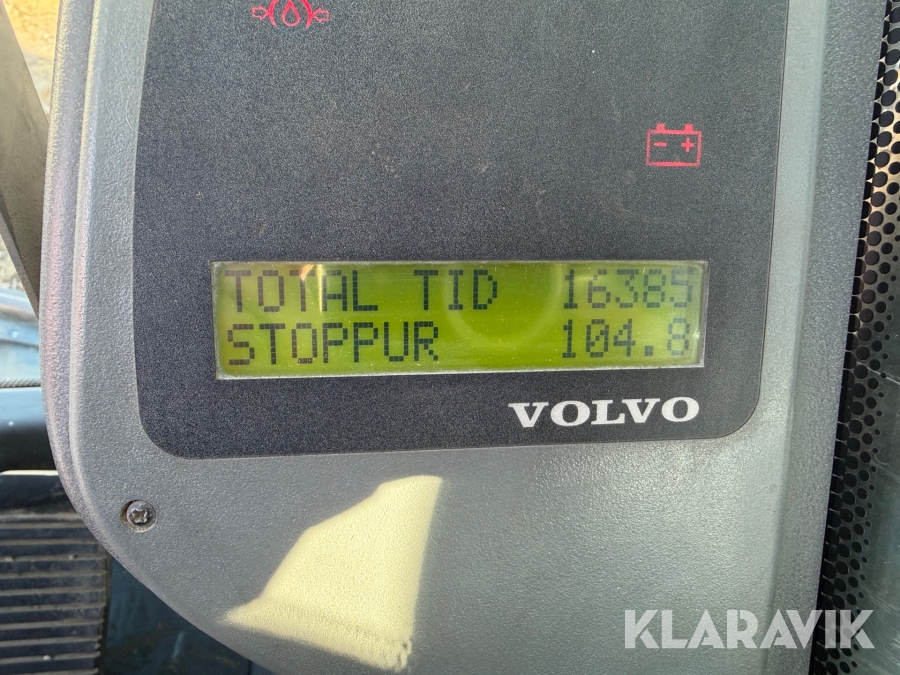 TOTAL TID 16385
STOPPUR 104.8
VOLVO
KLARAVIK